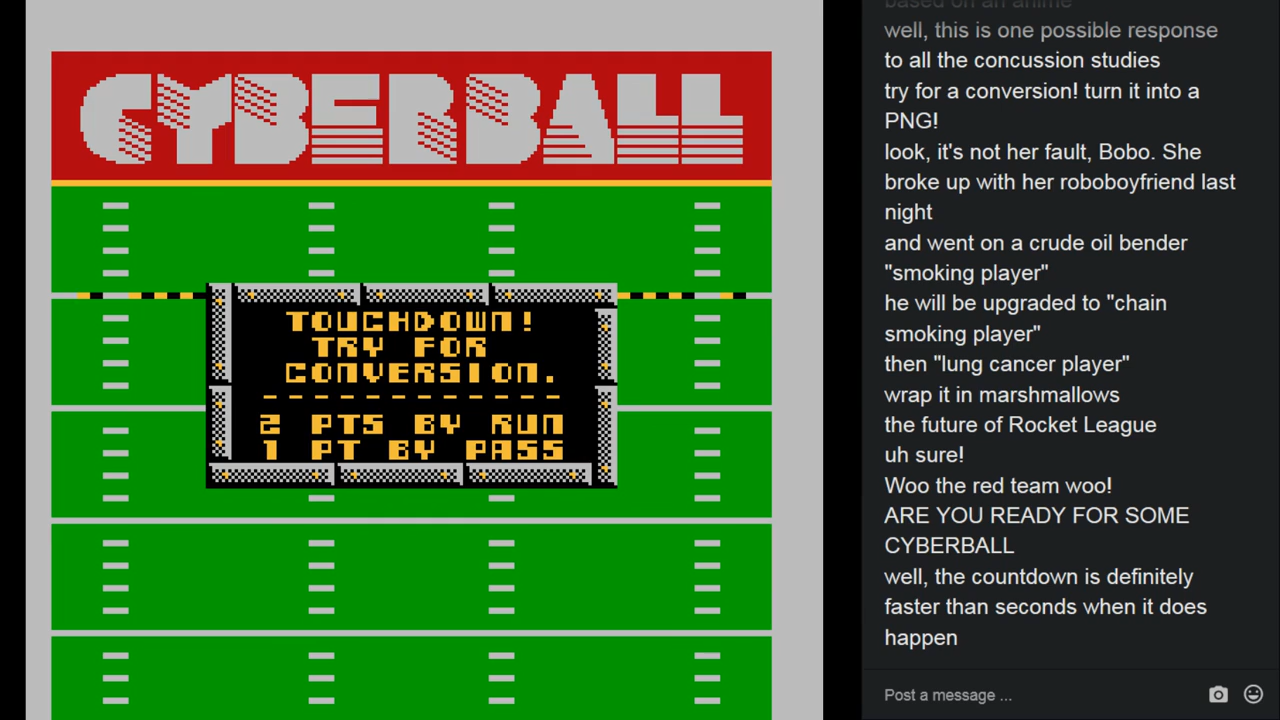 CYBERBALL
TOUCHDOWN!
TRY FOR
CONVERSION.
- - - - - - - - - - - -
2 PTS BY RUN
1 PT BY PASS
based on an anime
well, this is one possible response
to all the concussion studies
try for a conversion! turn it into a
PNG!
look, it's not her fault, Bobo. She
broke up with her roboboyfriend last
night
and went on a crude oil bender
"smoking player"
he will be upgraded to "chain
smoking player"
then "lung cancer player"
wrap it in marshmallows
the future of Rocket League
uh sure!
Woo the red team woo!
ARE YOU READY FOR SOME
CYBERBALL
well, the countdown is definitely
faster than seconds when it does
happen
Post a message ...